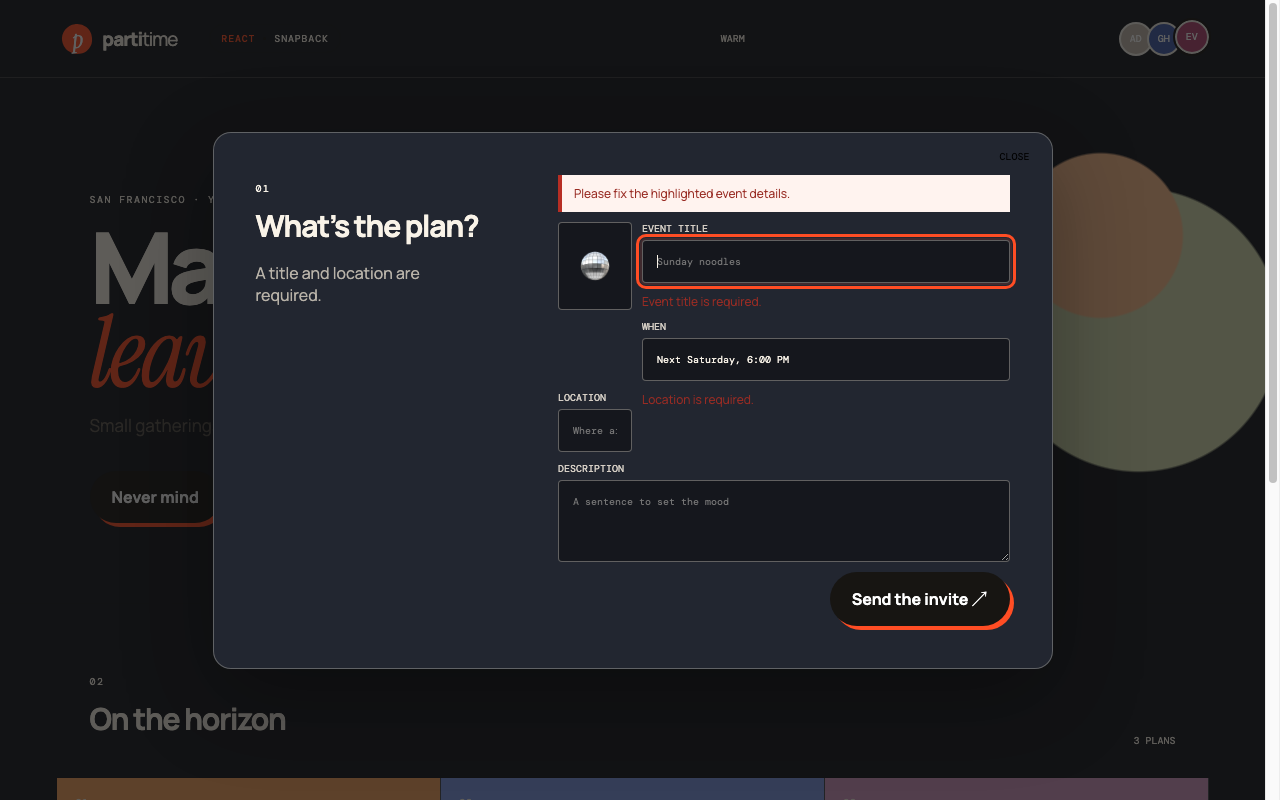 p partitime
REACT
SNAPBACK
WARM
AO
GH
EV
SAN FRANCISCO · Y
Ma
leav
Small gathering
Never mind
CLOSE
01
What's the plan?
A title and location are
required.
Please fix the highlighted event details.
EVENT TITLE
Sunday noodles
Event title is required.
WHEN
Next Saturday, 6:00 PM
LOCATION
Location is required.
Where a
DESCRIPTION
A sentence to set the mood
Send the invite ↗
02
On the horizon
3 PLANS